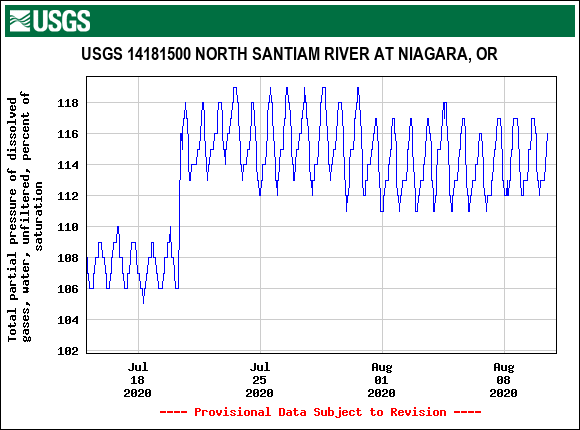 USGS
USGS 14181500 NORTH SANTIAM RIVER AT NIAGARA, OR
Total partial pressure of dissolved
gases, water, unfiltered, percent of
saturation
118
116
114
112
110
108
106
104
102
Jul 18 2020
Jul 25 2020
Aug 01 2020
Aug 08 2020
---- Provisional Data Subject to Revision ----